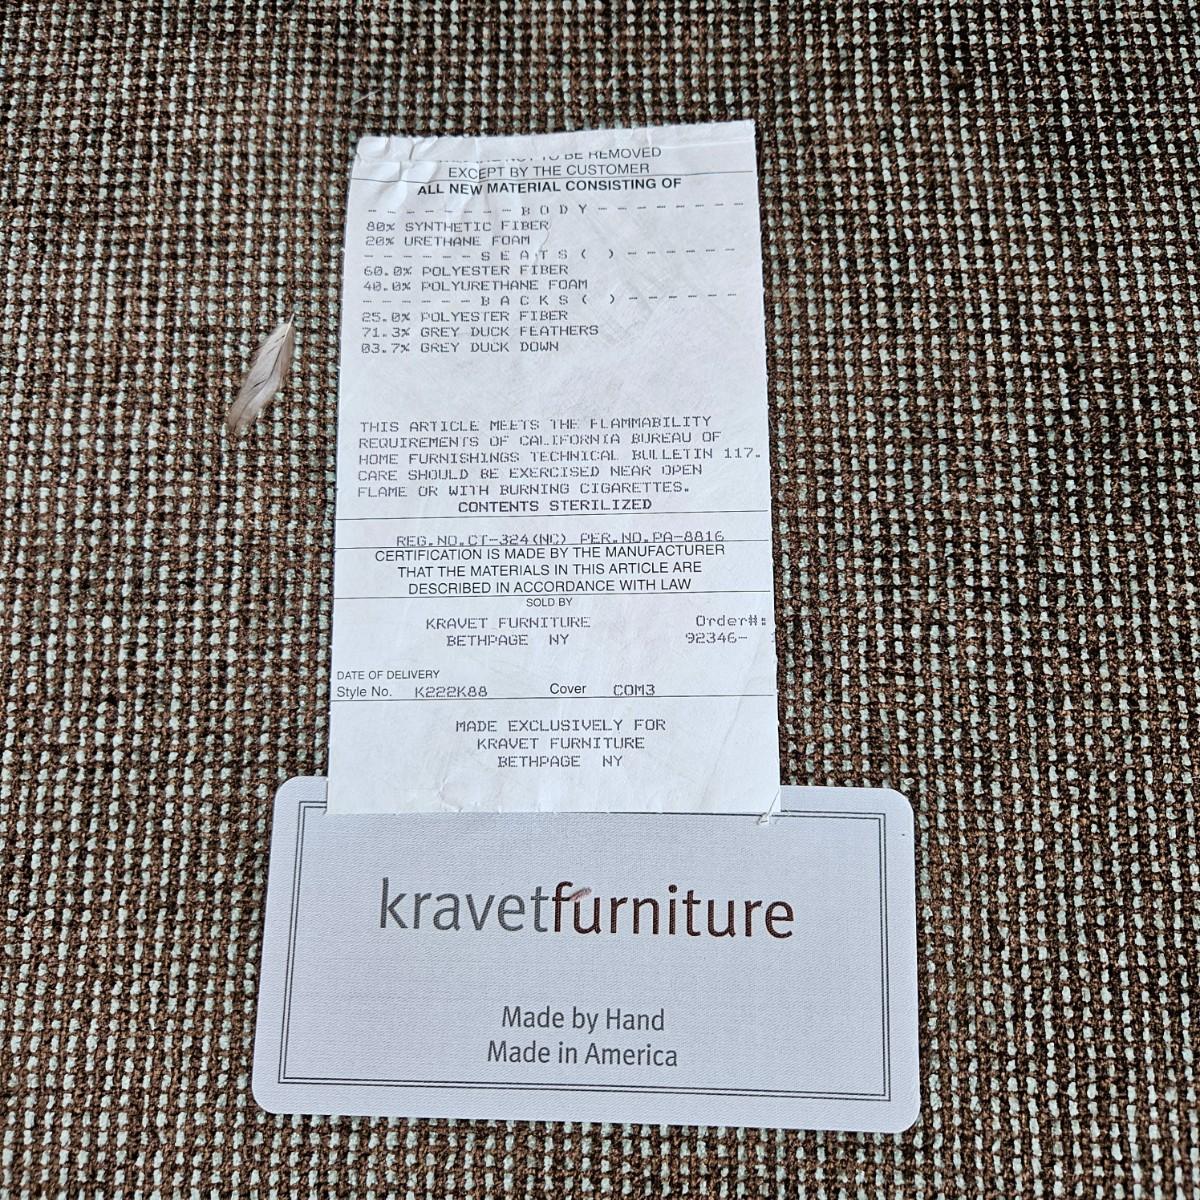 NOT TO BE REMOVED
EXCEPT BY THE CUSTOMER
ALL NEW MATERIAL CONSISTING OF
- - - - - - - - B O D Y - - - - - - - -
80% SYNTHETIC FIBER
20% URETHANE FOAM
- - - - - - S E A T S ( ) - - - - - -
60.0% POLYESTER FIBER
40.0% POLYURETHANE FOAM
- - - - - - B A C K S ( ) - - - - - -
25.0% POLYESTER FIBER
71.3% GREY DUCK FEATHERS
03.7% GREY DUCK DOWN
THIS ARTICLE MEETS THE FLAMMABILITY
REQUIREMENTS OF CALIFORNIA BUREAU OF
HOME FURNISHINGS TECHNICAL BULLETIN 117.
CARE SHOULD BE EXERCISED NEAR OPEN
FLAME OR WITH BURNING CIGARETTES.
CONTENTS STERILIZED
REG.NO.CT-324(NC) PER.NO.PA-8816
CERTIFICATION IS MADE BY THE MANUFACTURER
THAT THE MATERIALS IN THIS ARTICLE ARE
DESCRIBED IN ACCORDANCE WITH LAW
SOLD BY
KRAVET FURNITURE Order#:
BETHPAGE NY 92346-
DATE OF DELIVERY
Style No. K222K88 Cover COM3
MADE EXCLUSIVELY FOR
KRAVET FURNITURE
BETHPAGE NY
kravetfurniture
Made by Hand
Made in America